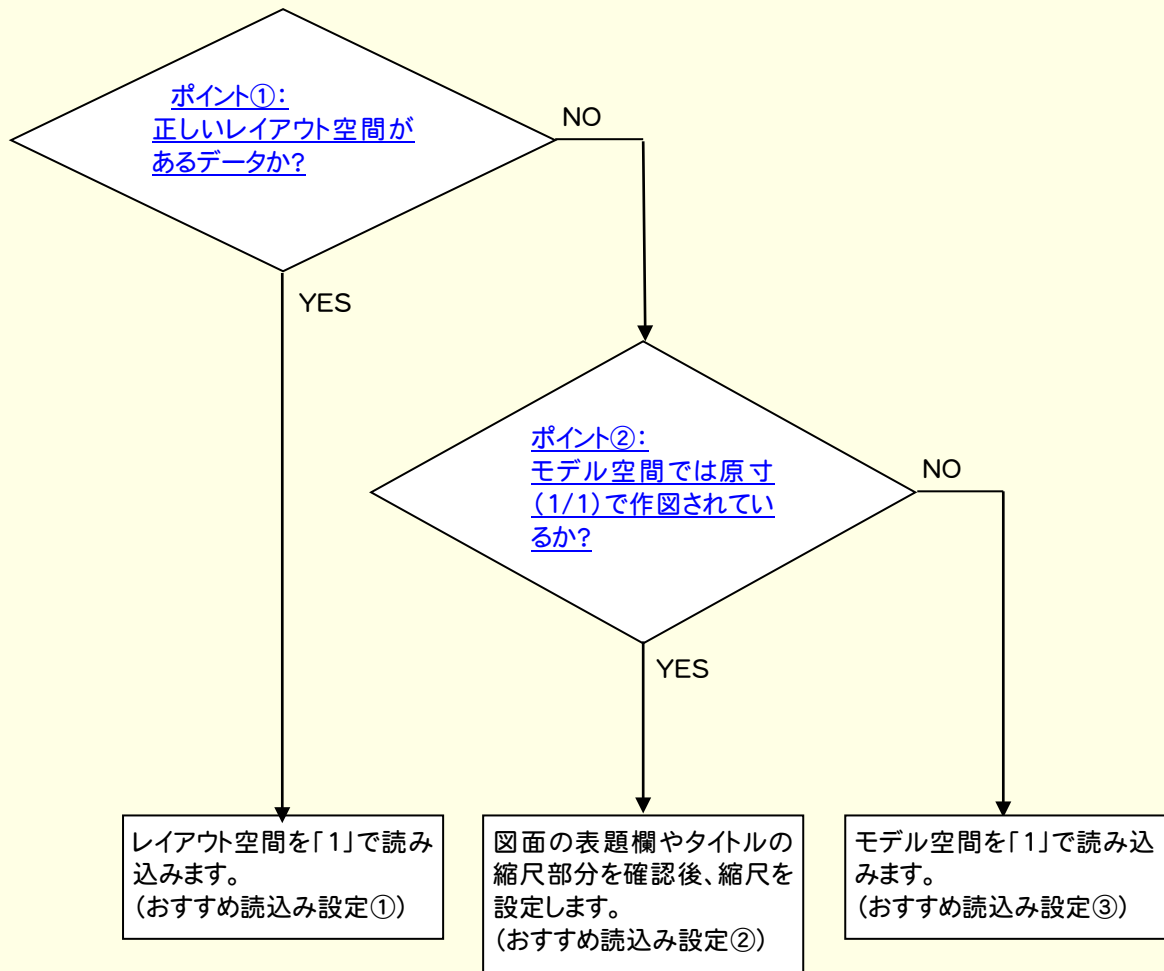 ポイント①：
正しいレイアウト空間が
あるデータか?
NO
YES
ポイント②：
モデル空間では原寸
（1/1）で作図されてい
るか?
NO
YES
レイアウト空間を「1」で読み
込みます。
（おすすめ読込み設定①）
図面の表題欄やタイトルの
縮尺部分を確認後、縮尺を
設定します。
（おすすめ読込み設定②）
モデル空間を「1」で読み込
みます。
（おすすめ読込み設定③）